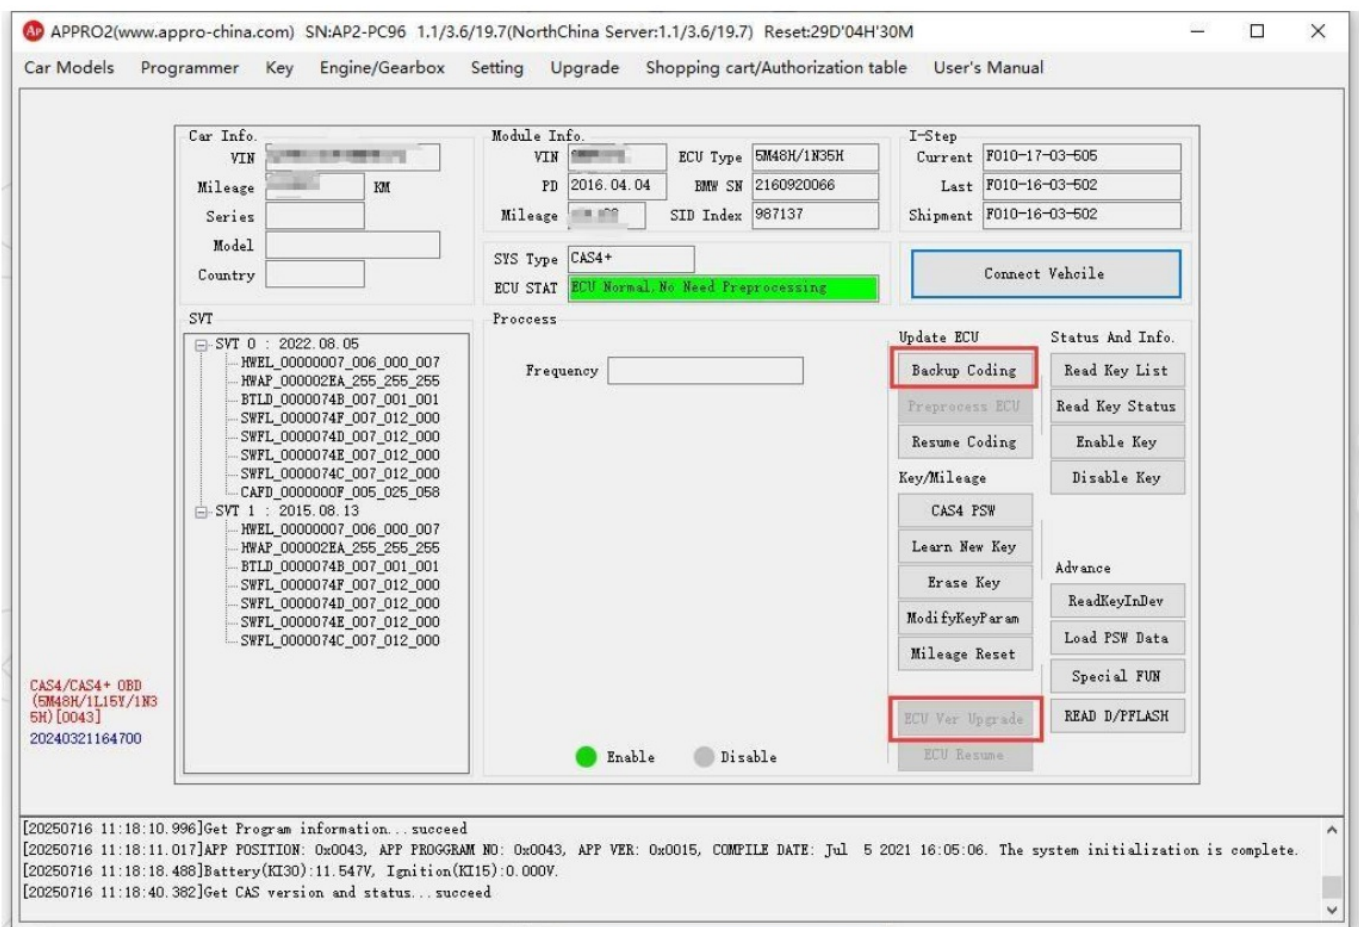 Ap APPRO2(www.appro-china.com) SN:AP2-PC96 1.1/3.6/19.7(NorthChina Server:1.1/3.6/19.7) Reset:29D'04H'30M
Car Models Programmer Key Engine/Gearbox Setting Upgrade Shopping cart/Authorization table User's Manual
Car Info.
VIN
Mileage KM
Series
Model
Country
Module Info.
VIN ECU Type 5M48H/1N35H
PD 2016.04.04 BMW SN 2160920066
Mileage SID Index 987137
SYS Type CAS4+
ECU STAT ECU Normal,No Need Preprocessing
I-Step
Current F010-17-03-505
Last F010-16-03-502
Shipment F010-16-03-502
Connect Vehcile
SVT
SVT 0 : 2022.08.05
HWEL_00000007_006_000_007
HWAP_000002EA_255_255_255
BTLD_0000074B_007_001_001
SWFL_0000074F_007_012_000
SWFL_0000074D_007_012_000
SWFL_0000074E_007_012_000
SWFL_0000074C_007_012_000
CAFD_0000000F_005_025_058
SVT 1 : 2015.08.13
HWEL_00000007_006_000_007
HWAP_000002EA_255_255_255
BTLD_0000074B_007_001_001
SWFL_0000074F_007_012_000
SWFL_0000074D_007_012_000
SWFL_0000074E_007_012_000
SWFL_0000074C_007_012_000
Proccess
Frequency
Enable Disable
Update ECU
Backup Coding
Preprocess ECU
Resume Coding
Key/Mileage
CAS4 PSW
Learn New Key
Erase Key
ModifyKeyParam
Mileage Reset
ECU Ver Upgrade
ECU Resume
Status And Info.
Read Key List
Read Key Status
Enable Key
Disable Key
Advance
ReadKeyInDev
Load PSW Data
Special FUN
READ D/PFLASH
CAS4/CAS4+ OBD
(5M48H/1L15Y/1N3
5H)[0043]
20240321164700
[20250716 11:18:10.996]Get Program information...succeed
[20250716 11:18:11.017]APP POSITION: 0x0043, APP PROGGRAM NO: 0x0043, APP VER: 0x0015, COMPILE DATE: Jul 5 2021 16:05:06. The system initialization is complete.
[20250716 11:18:18.488]Battery(KI30):11.547V, Ignition(KI15):0.000V.
[20250716 11:18:40.382]Get CAS version and status...succeed